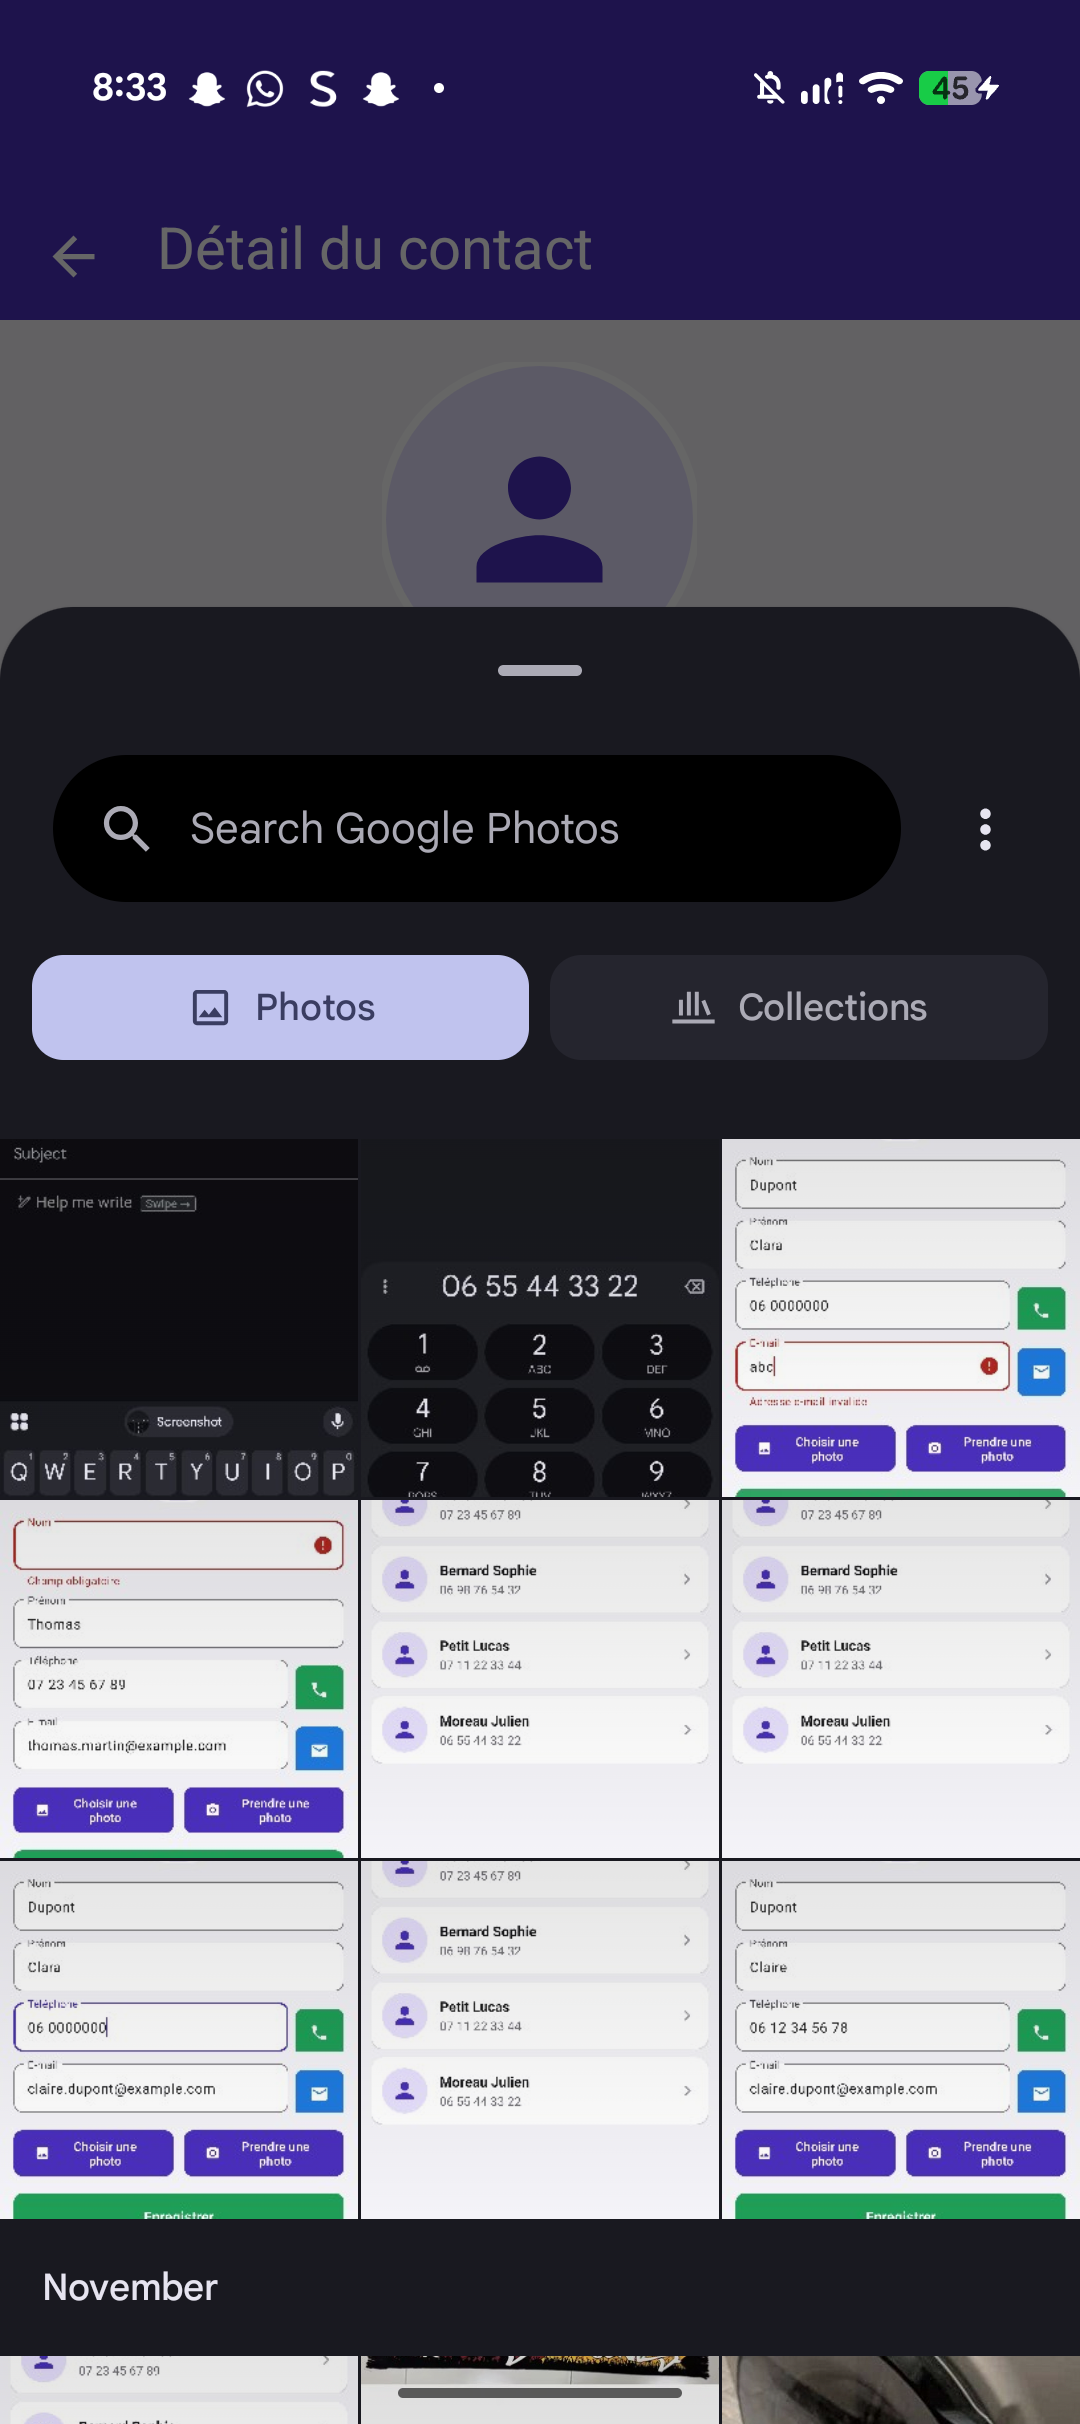 8:33
45
Détail du contact
Search Google Photos
Photos
Collections
Subject
Help me write Swipe →
Screenshot
Q W E R T Y U I O P
06 55 44 33 22
1 2 3
ABC DEF
4 5 6
GHI JKL MNO
7 8 9
PQRS TUV WXYZ
Nom
Dupont
Prénom
Clara
Téléphone
06 0000000
E-mail
abc
Adresse e-mail invalide
Choisir une
photo
Prendre une
photo
Nom
Champ obligatoire
Prénom
Thomas
Téléphone
07 23 45 67 89
E-mail
thomas.martin@example.com
Choisir une
photo
Prendre une
photo
07 23 45 67 89
Bernard Sophie
06 98 76 54 32
Petit Lucas
07 11 22 33 44
Moreau Julien
06 55 44 33 22
07 23 45 67 89
Bernard Sophie
06 98 76 54 32
Petit Lucas
07 11 22 33 44
Moreau Julien
06 55 44 33 22
Nom
Dupont
Prénom
Clara
Téléphone
06 0000000
E-mail
claire.dupont@example.com
Choisir une
photo
Prendre une
photo
Enregistrer
07 23 45 67 89
Bernard Sophie
06 98 76 54 32
Petit Lucas
07 11 22 33 44
Moreau Julien
06 55 44 33 22
Nom
Dupont
Prénom
Claire
Téléphone
06 12 34 56 78
E-mail
claire.dupont@example.com
Choisir une
photo
Prendre une
photo
Enregistrer
November
07 23 45 67 89